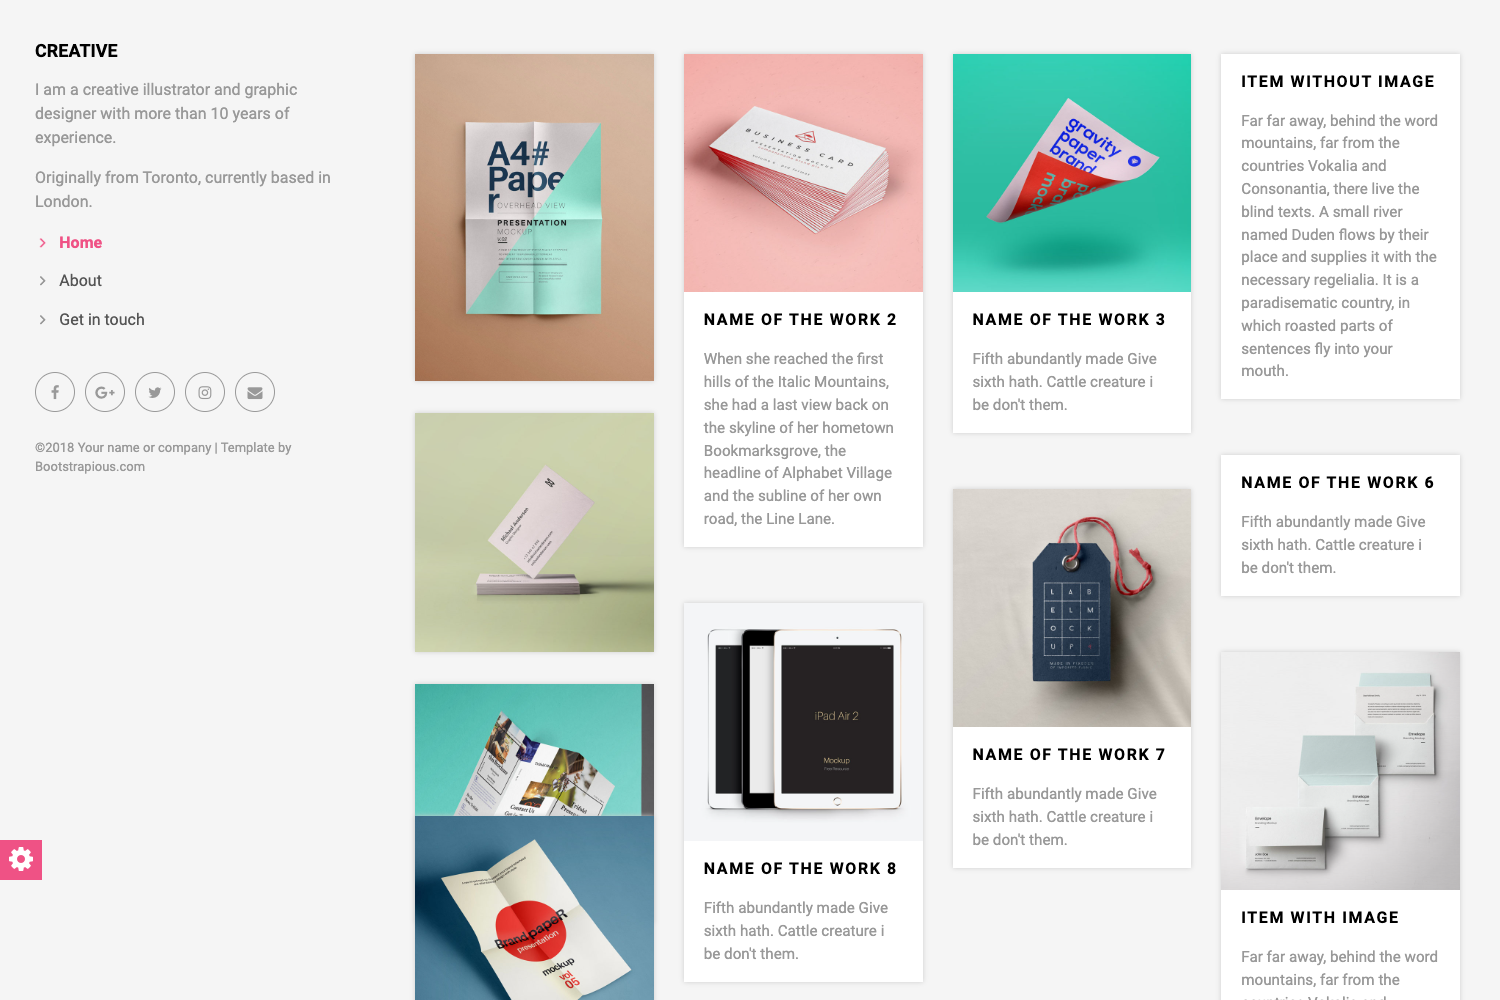 CREATIVE
I am a creative illustrator and graphic
designer with more than 10 years of
experience.
Originally from Toronto, currently based in
London.
Home
About
Get in touch
©2018 Your name or company | Template by
Bootstrapious.com
A4#
Pape
r
OVERHEAD VIEW
PRESENTATION
MOCKUP
Michael Anderson
BUSINESS CARD
NAME OF THE WORK 2
When she reached the first
hills of the Italic Mountains,
she had a last view back on
the skyline of her hometown
Bookmarksgrove, the
headline of Alphabet Village
and the subline of her own
road, the Line Lane.
iPad Air 2
Mockup
NAME OF THE WORK 8
Fifth abundantly made Give
sixth hath. Cattle creature i
be don't them.
Brand papeR
presentation
mockup
vol
05
gravity
paper
brand
NAME OF THE WORK 3
Fifth abundantly made Give
sixth hath. Cattle creature i
be don't them.
L A B
E L M
O C K
U P
NAME OF THE WORK 7
Fifth abundantly made Give
sixth hath. Cattle creature i
be don't them.
ITEM WITHOUT IMAGE
Far far away, behind the word
mountains, far from the
countries Vokalia and
Consonantia, there live the
blind texts. A small river
named Duden flows by their
place and supplies it with the
necessary regelialia. It is a
paradisematic country, in
which roasted parts of
sentences fly into your
mouth.
NAME OF THE WORK 6
Fifth abundantly made Give
sixth hath. Cattle creature i
be don't them.
Envelope
Envelope
Envelope
ITEM WITH IMAGE
Far far away, behind the word
mountains, far from the